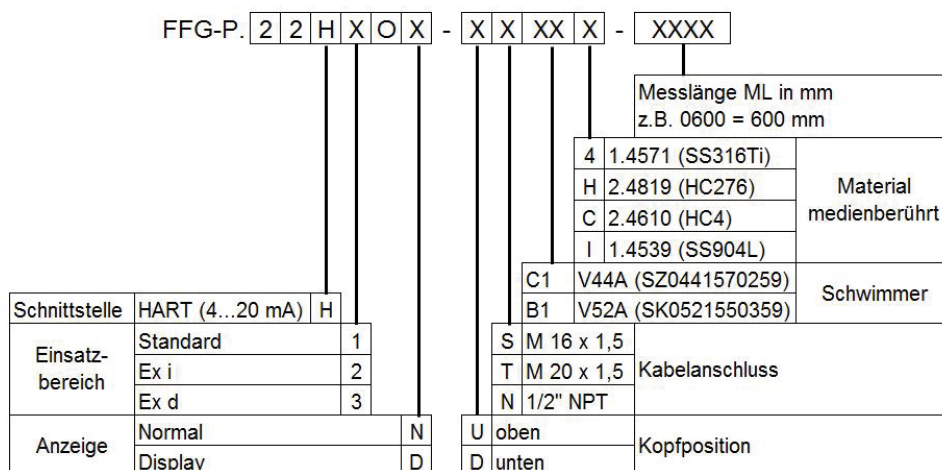 FFG-P. 2 2 H X O X - X X XX X - XXXX
Messlänge ML in mm
z.B. 0600 = 600 mm
4 1.4571 (SS316Ti)
H 2.4819 (HC276)
C 2.4610 (HC4)
I 1.4539 (SS904L)
Material
medienberührt
C1 V44A (SZ0441570259)
B1 V52A (SK0521550359)
Schwimmer
Schnittstelle HART (4...20 mA) H
Einsatz-
bereich
Standard 1
Ex i 2
Ex d 3
S M 16 x 1,5
T M 20 x 1,5
N 1/2" NPT
Kabelanschluss
Anzeige
Normal N
Display D
U oben
D unten
Kopfposition